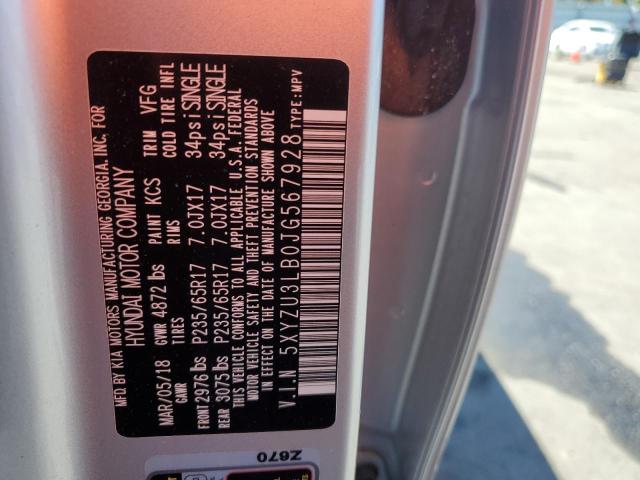 MFD. BY KIA MOTORS MANUFACTURING GEORGIA, INC. FOR
HYUNDAI MOTOR COMPANY
MAR/05/18 GVWR 4872 lbs PAINT KCS TRIM VFG
GAWR TIRES RIMS COLD TIRE INFL
FRONT 2976 lbs P235/65R17 7.0JX17 34psi SINGLE
REAR 3075 lbs P235/65R17 7.0JX17 34psi SINGLE
THIS VEHICLE CONFORMS TO ALL APPLICABLE U.S.A. FEDERAL
MOTOR VEHICLE SAFETY AND THEFT PREVENTION STANDARDS
IN EFFECT ON THE DATE OF MANUFACTURE SHOWN ABOVE
V.I.N 5XYZU3LB0JG567928 TYPE:MPV
Z670